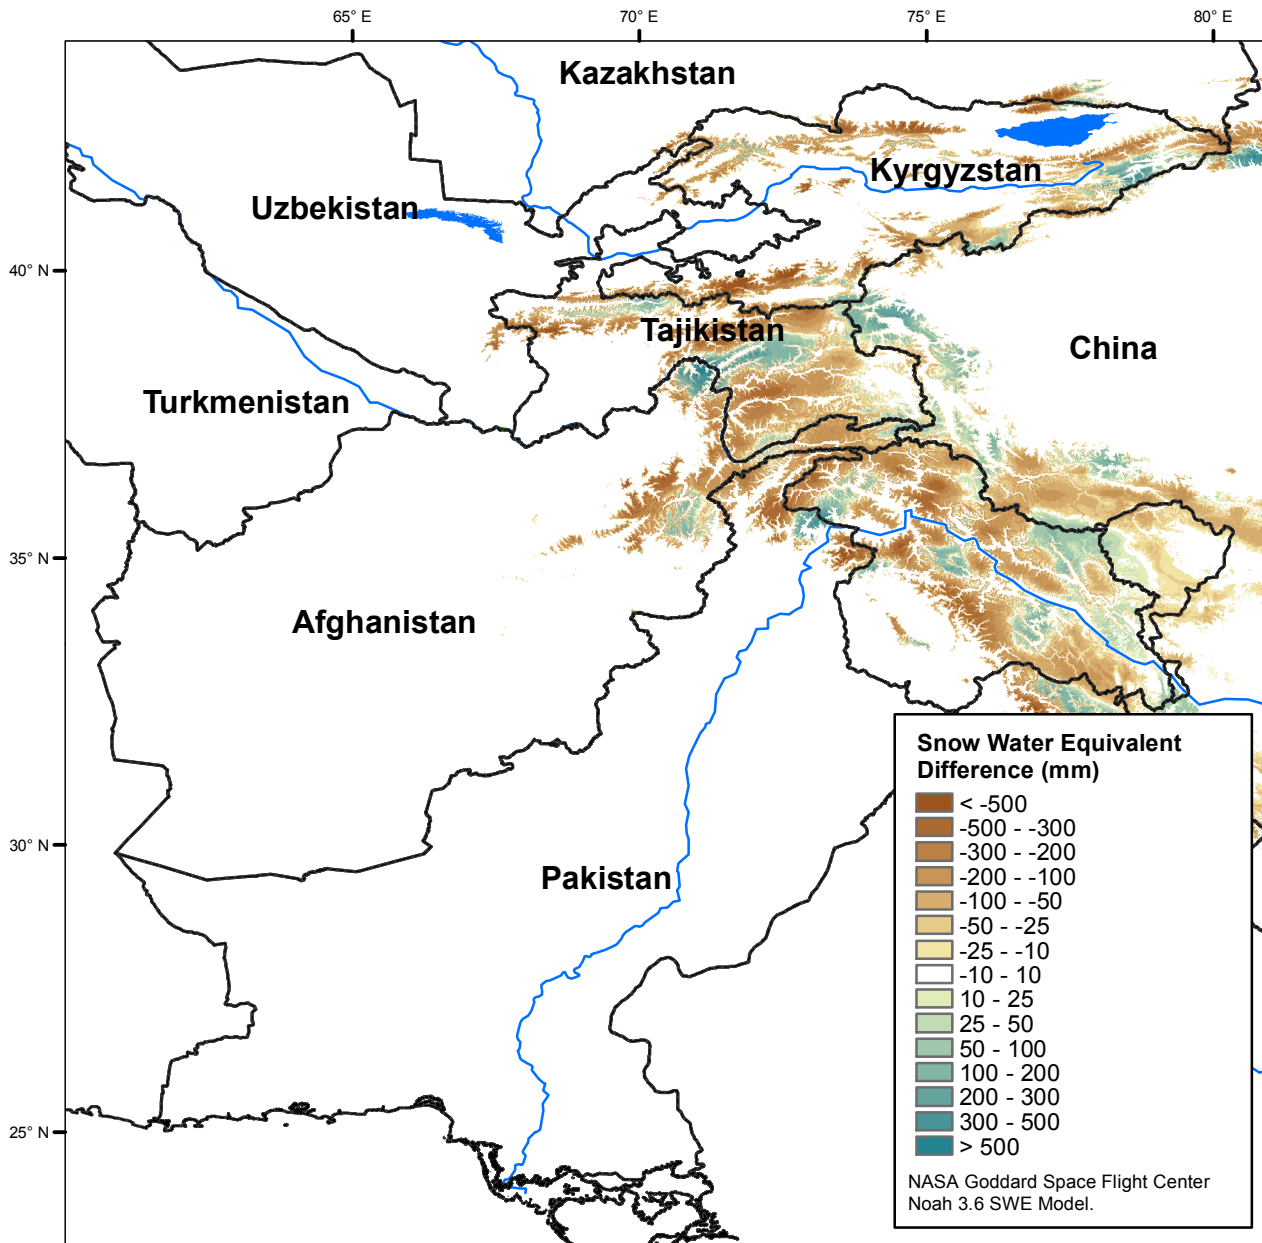 65° E
70° E
75° E
80° E
Kazakhstan
Kyrgyzstan
Uzbekistan
40° N
Tajikistan
China
Turkmenistan
35° N
Afghanistan
Snow Water Equivalent
Difference (mm)
< -500
-500 - -300
-300 - -200
-200 - -100
-100 - -50
-50 - -25
-25 - -10
-10 - 10
10 - 25
25 - 50
50 - 100
100 - 200
200 - 300
300 - 500
> 500
NASA Goddard Space Flight Center
Noah 3.6 SWE Model.
30° N
Pakistan
25° N